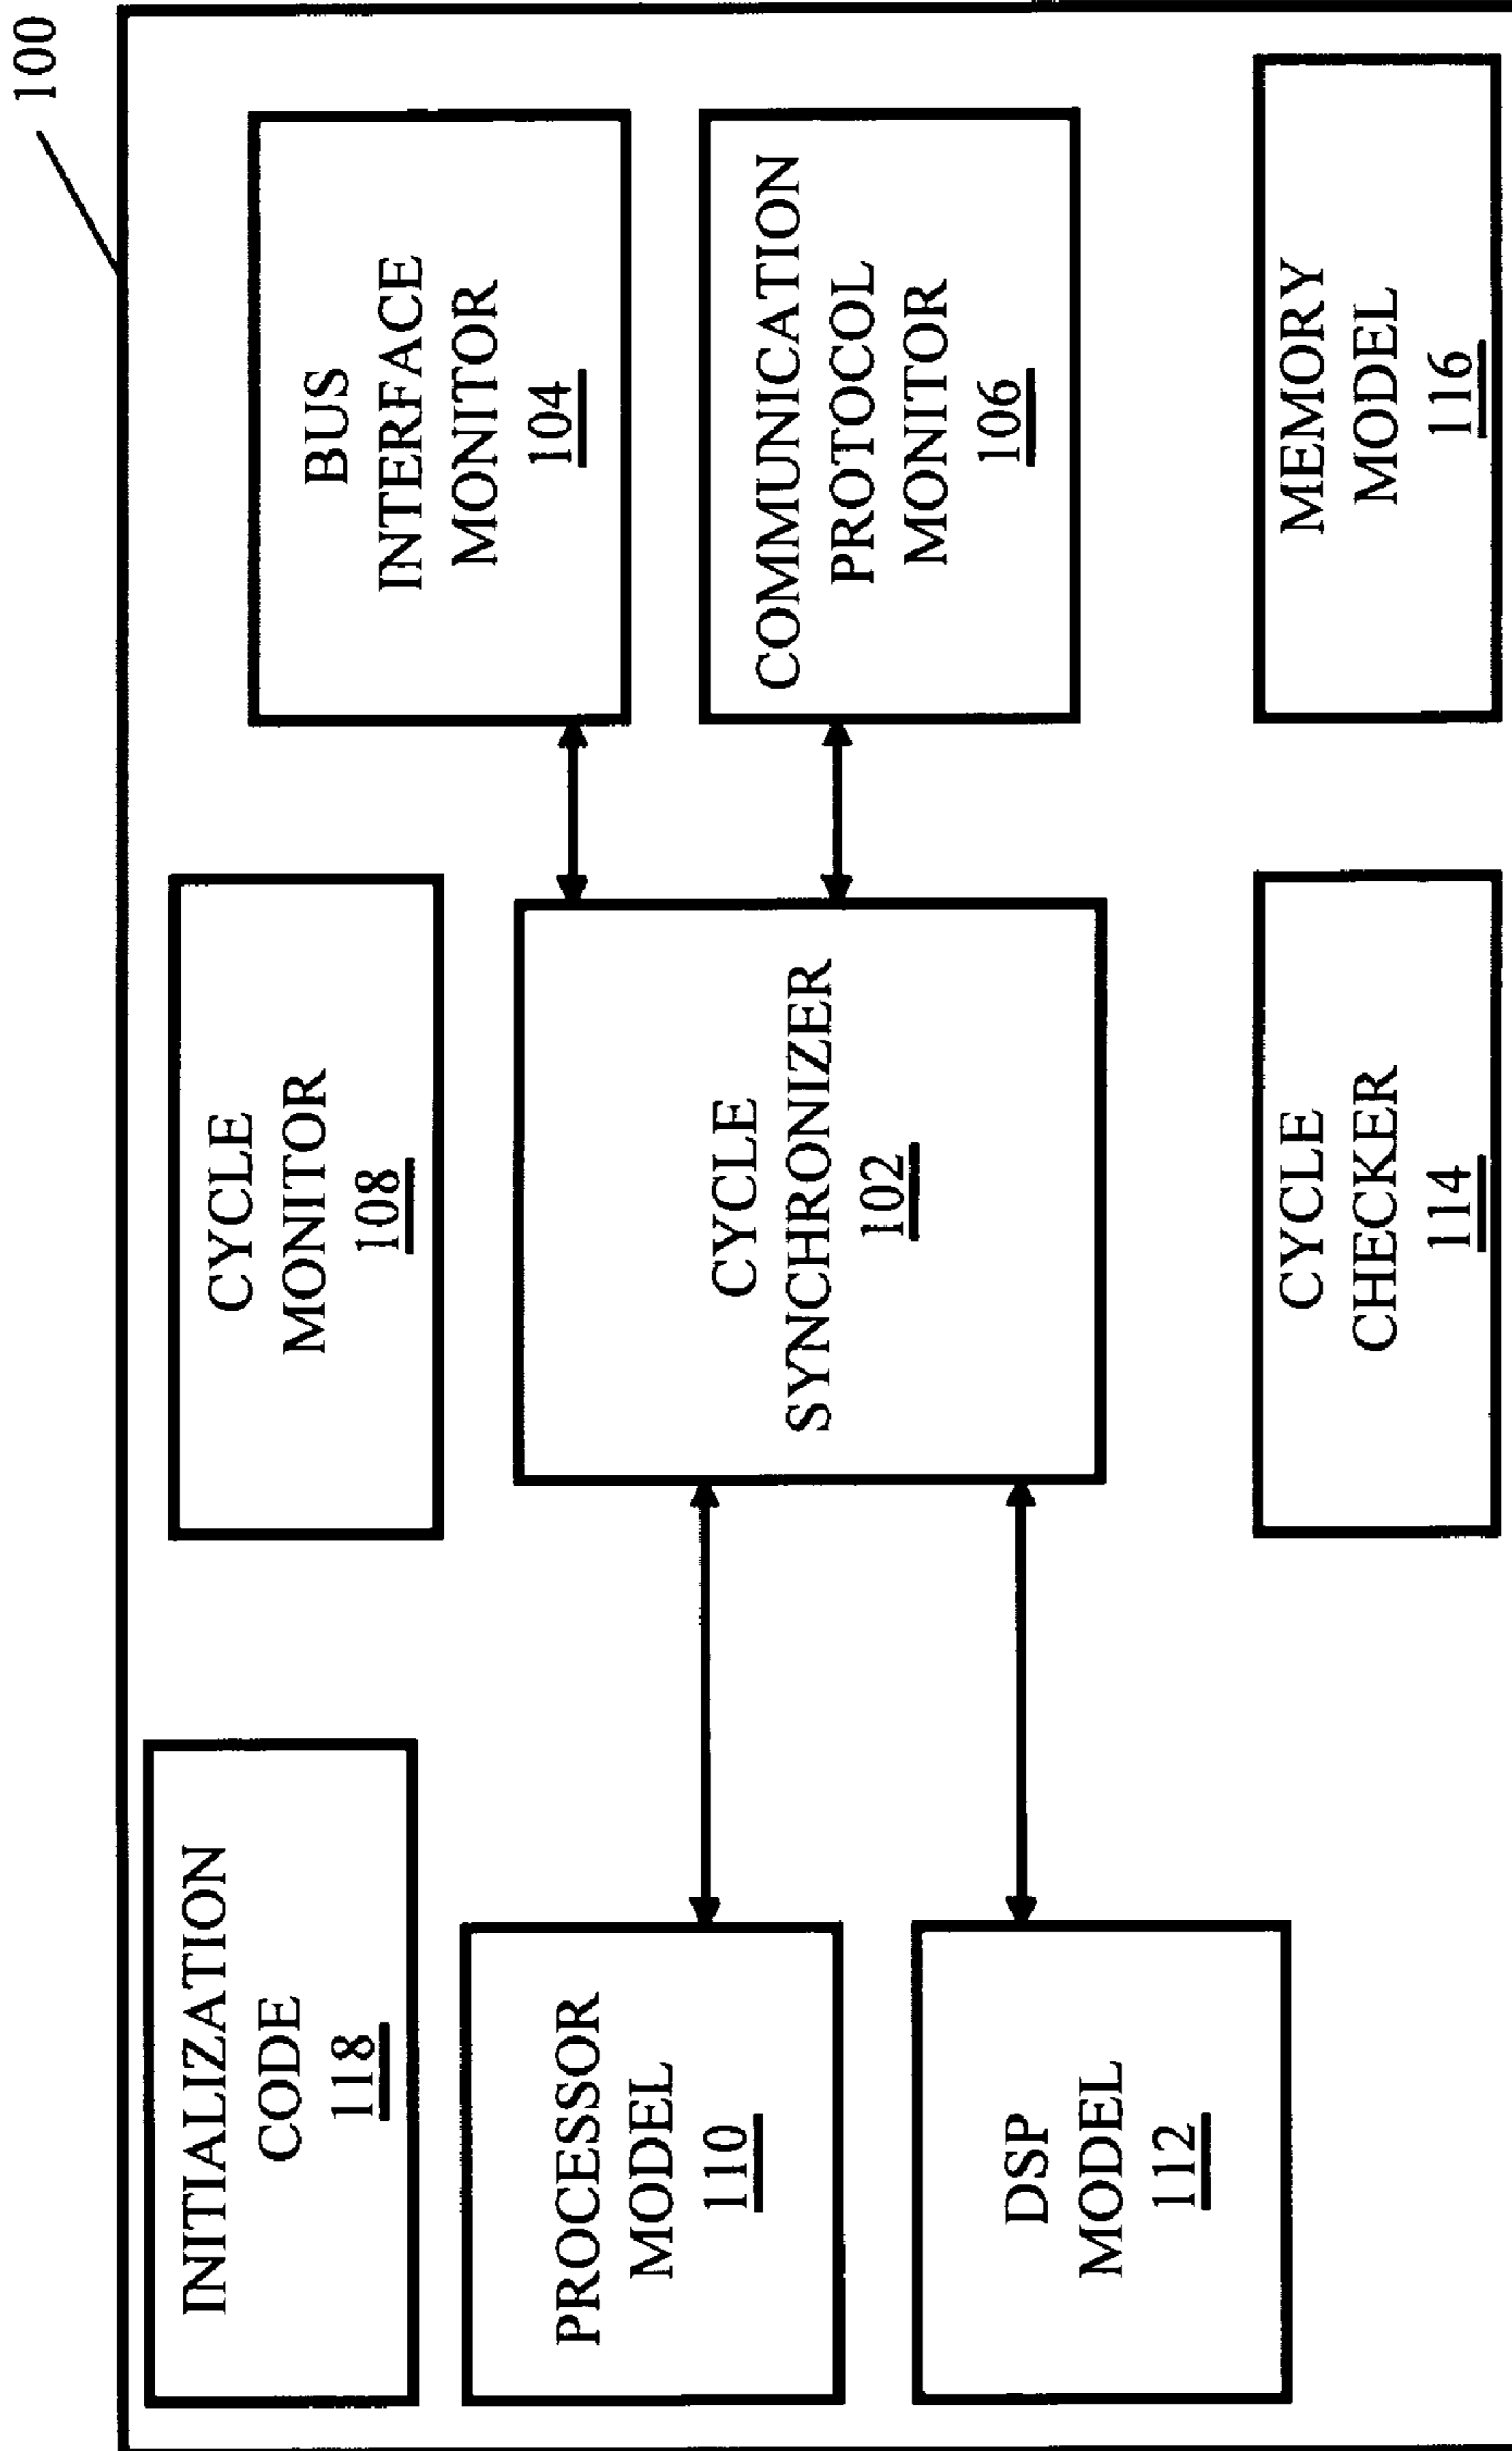 100
INITIALIZATION
CODE
118
CYCLE
MONITOR
108
BUS
INTERFACE
MONITOR
104
PROCESSOR
MODEL
110
CYCLE
SYNCHRONIZER
102
COMMUNICATION
PROTOCOL
MONITOR
106
DSP
MODEL
112
CYCLE
CHECKER
114
MEMORY
MODEL
116